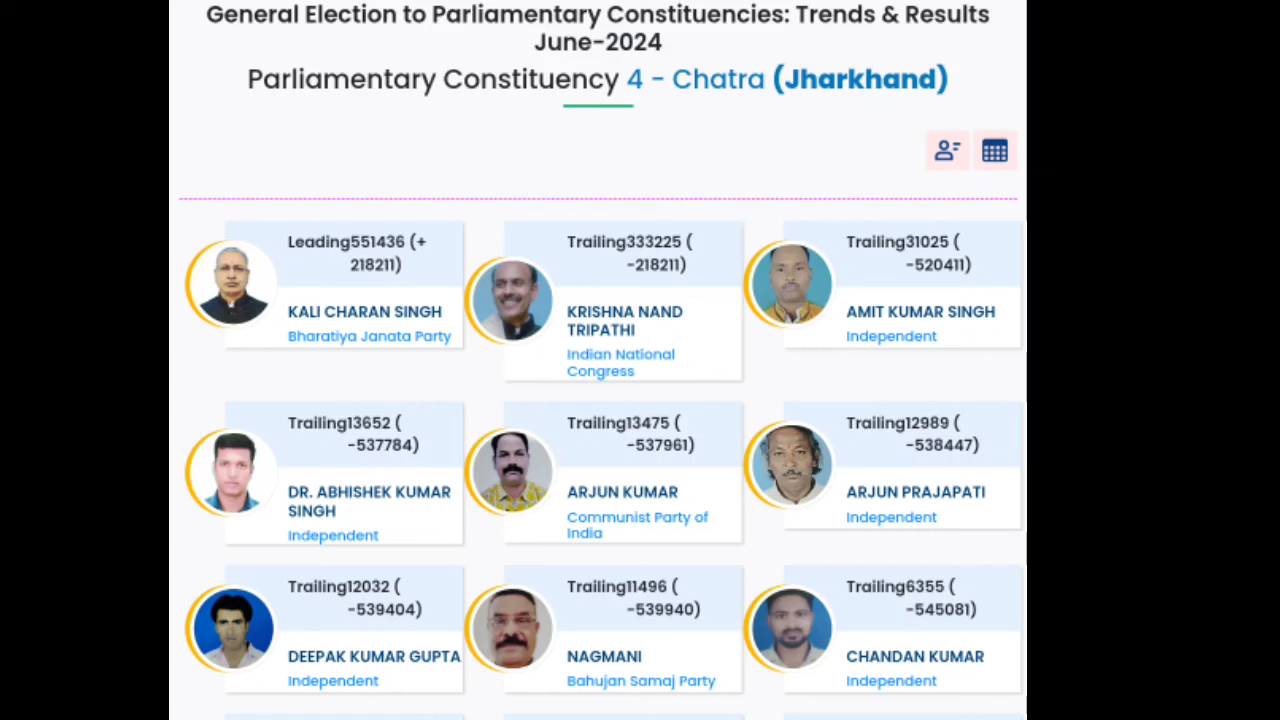 General Election to Parliamentary Constituencies: Trends & Results
June-2024
Parliamentary Constituency 4 - Chatra (Jharkhand)
Leading551436 (+
218211)
KALI CHARAN SINGH
Bharatiya Janata Party
Trailing333225 (
-218211)
KRISHNA NAND
TRIPATHI
Indian National
Congress
Trailing31025 (
-520411)
AMIT KUMAR SINGH
Independent
Trailing13652 (
-537784)
DR. ABHISHEK KUMAR
SINGH
Independent
Trailing13475 (
-537961)
ARJUN KUMAR
Communist Party of
India
Trailing12989 (
-538447)
ARJUN PRAJAPATI
Independent
Trailing12032 (
-539404)
DEEPAK KUMAR GUPTA
Independent
Trailing11496 (
-539940)
NAGMANI
Bahujan Samaj Party
Trailing6355 (
-545081)
CHANDAN KUMAR
Independent